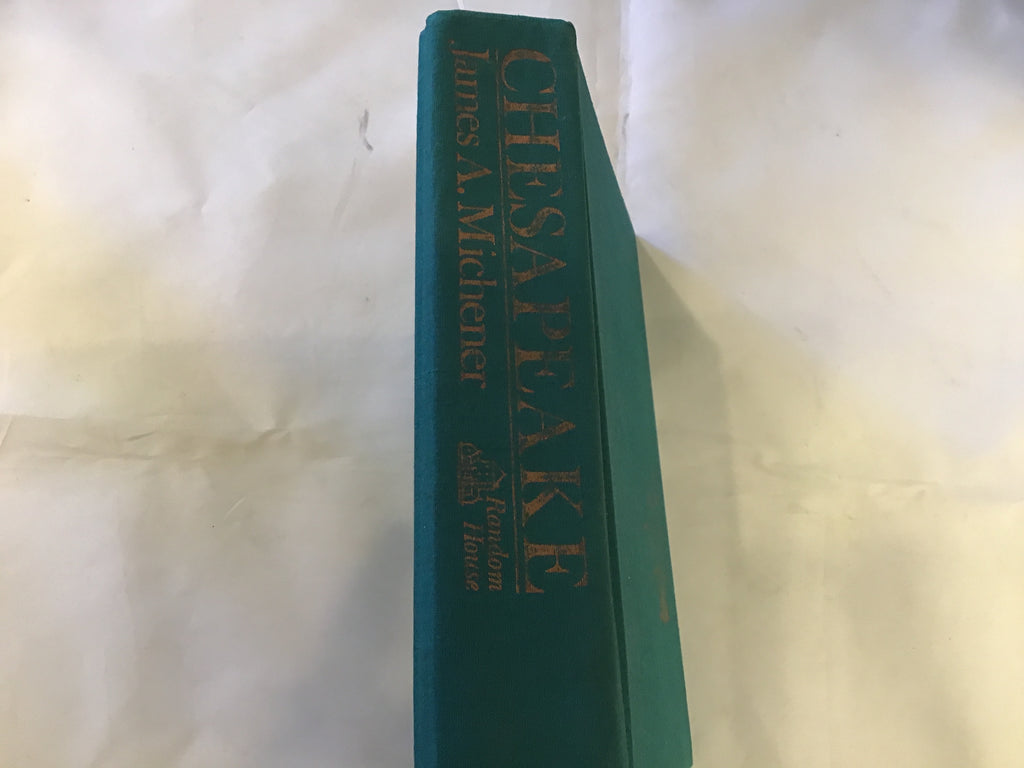 CHESAPEAKE
James A. Michener
Random
House